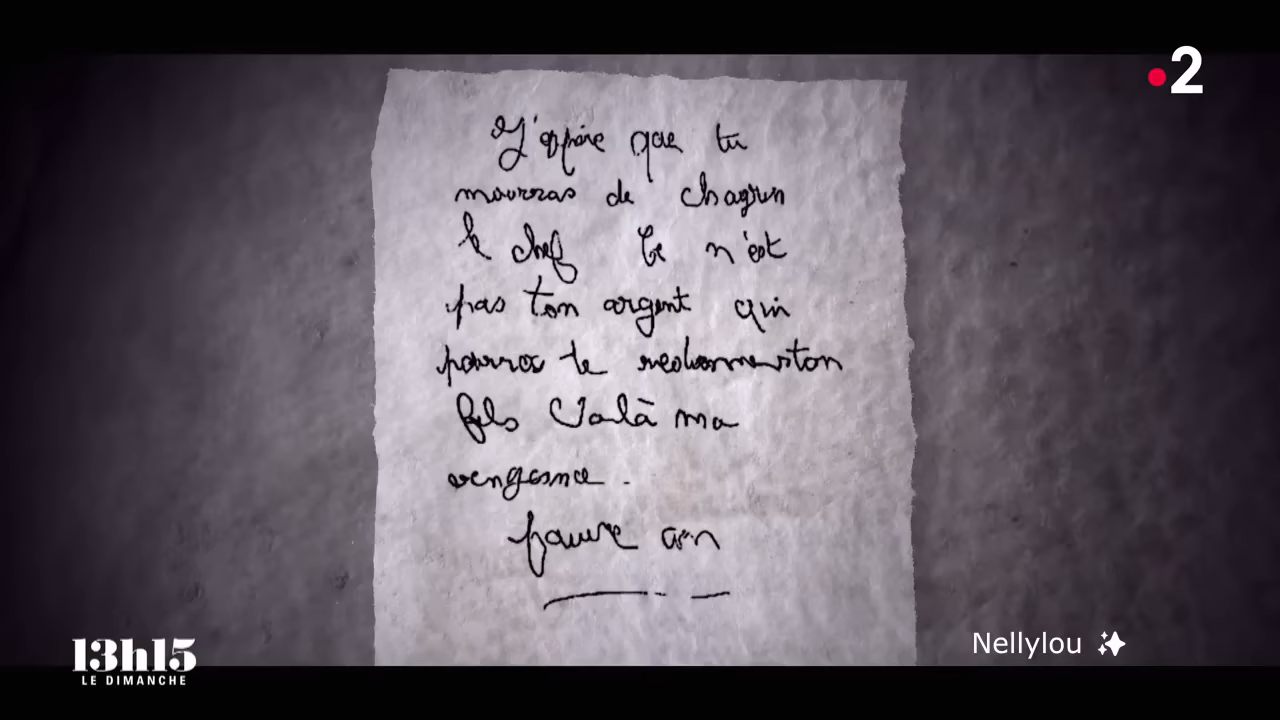 2
J'espère que tu
mourras de chagrin
le chef Ce n'est
pas ton argent qui
pourra te redonner ton
fils Voilà ma
vengeance.
pauvre con
13h15
LE DIMANCHE
Nellylou